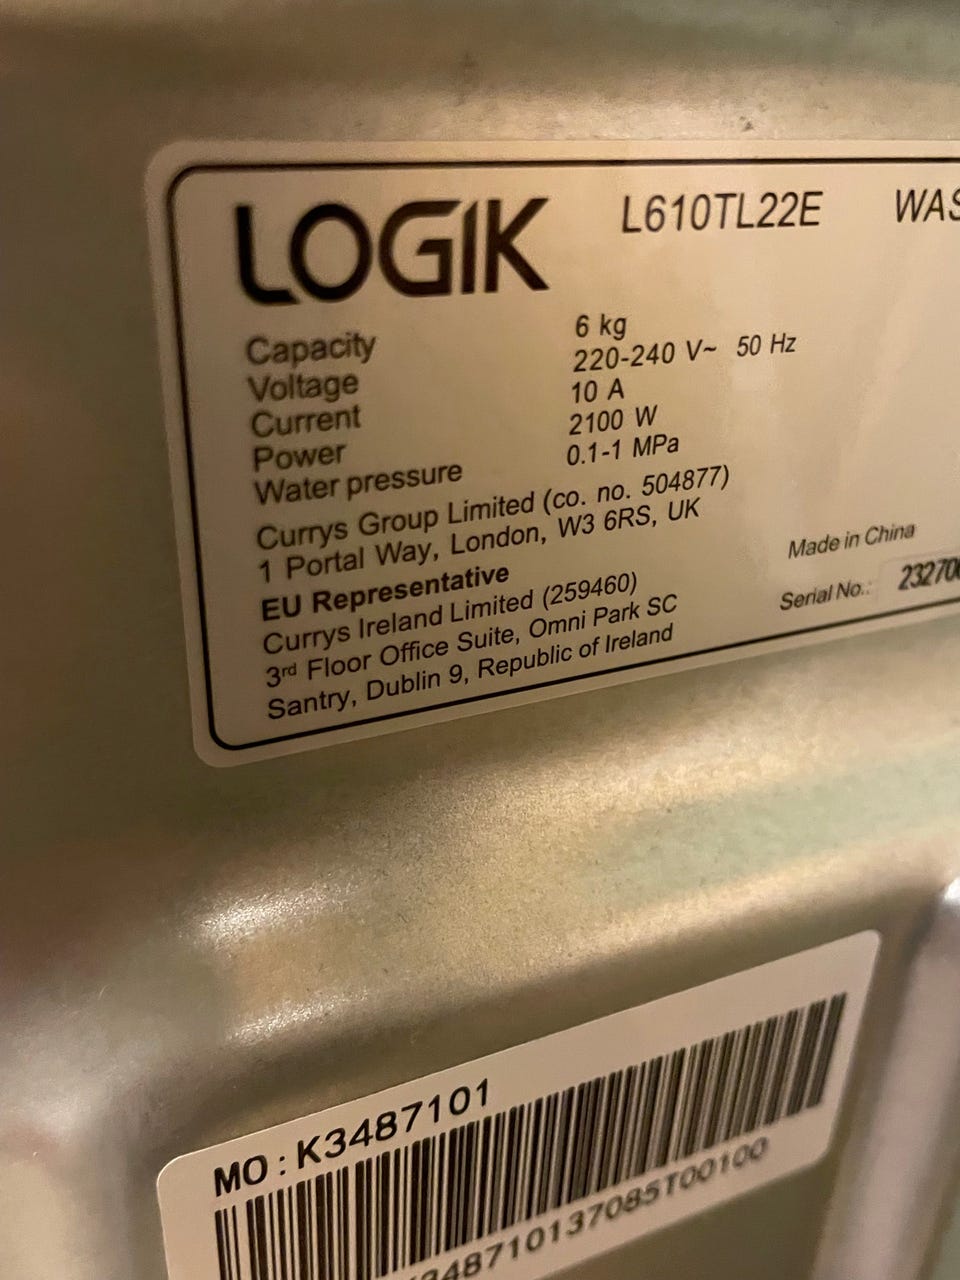 LOGIK L610TL22E WAS
Capacity 6 kg
Voltage 220-240 V~ 50 Hz
Current 10 A
Power 2100 W
Water pressure 0.1-1 MPa
Currys Group Limited (co. no. 504877)
1 Portal Way, London, W3 6RS, UK
EU Representative
Currys Ireland Limited (259460)
3rd Floor Office Suite, Omni Park SC
Santry, Dublin 9, Republic of Ireland
Made in China
Serial No.: 23270
MO : K3487101
348710137085T00100